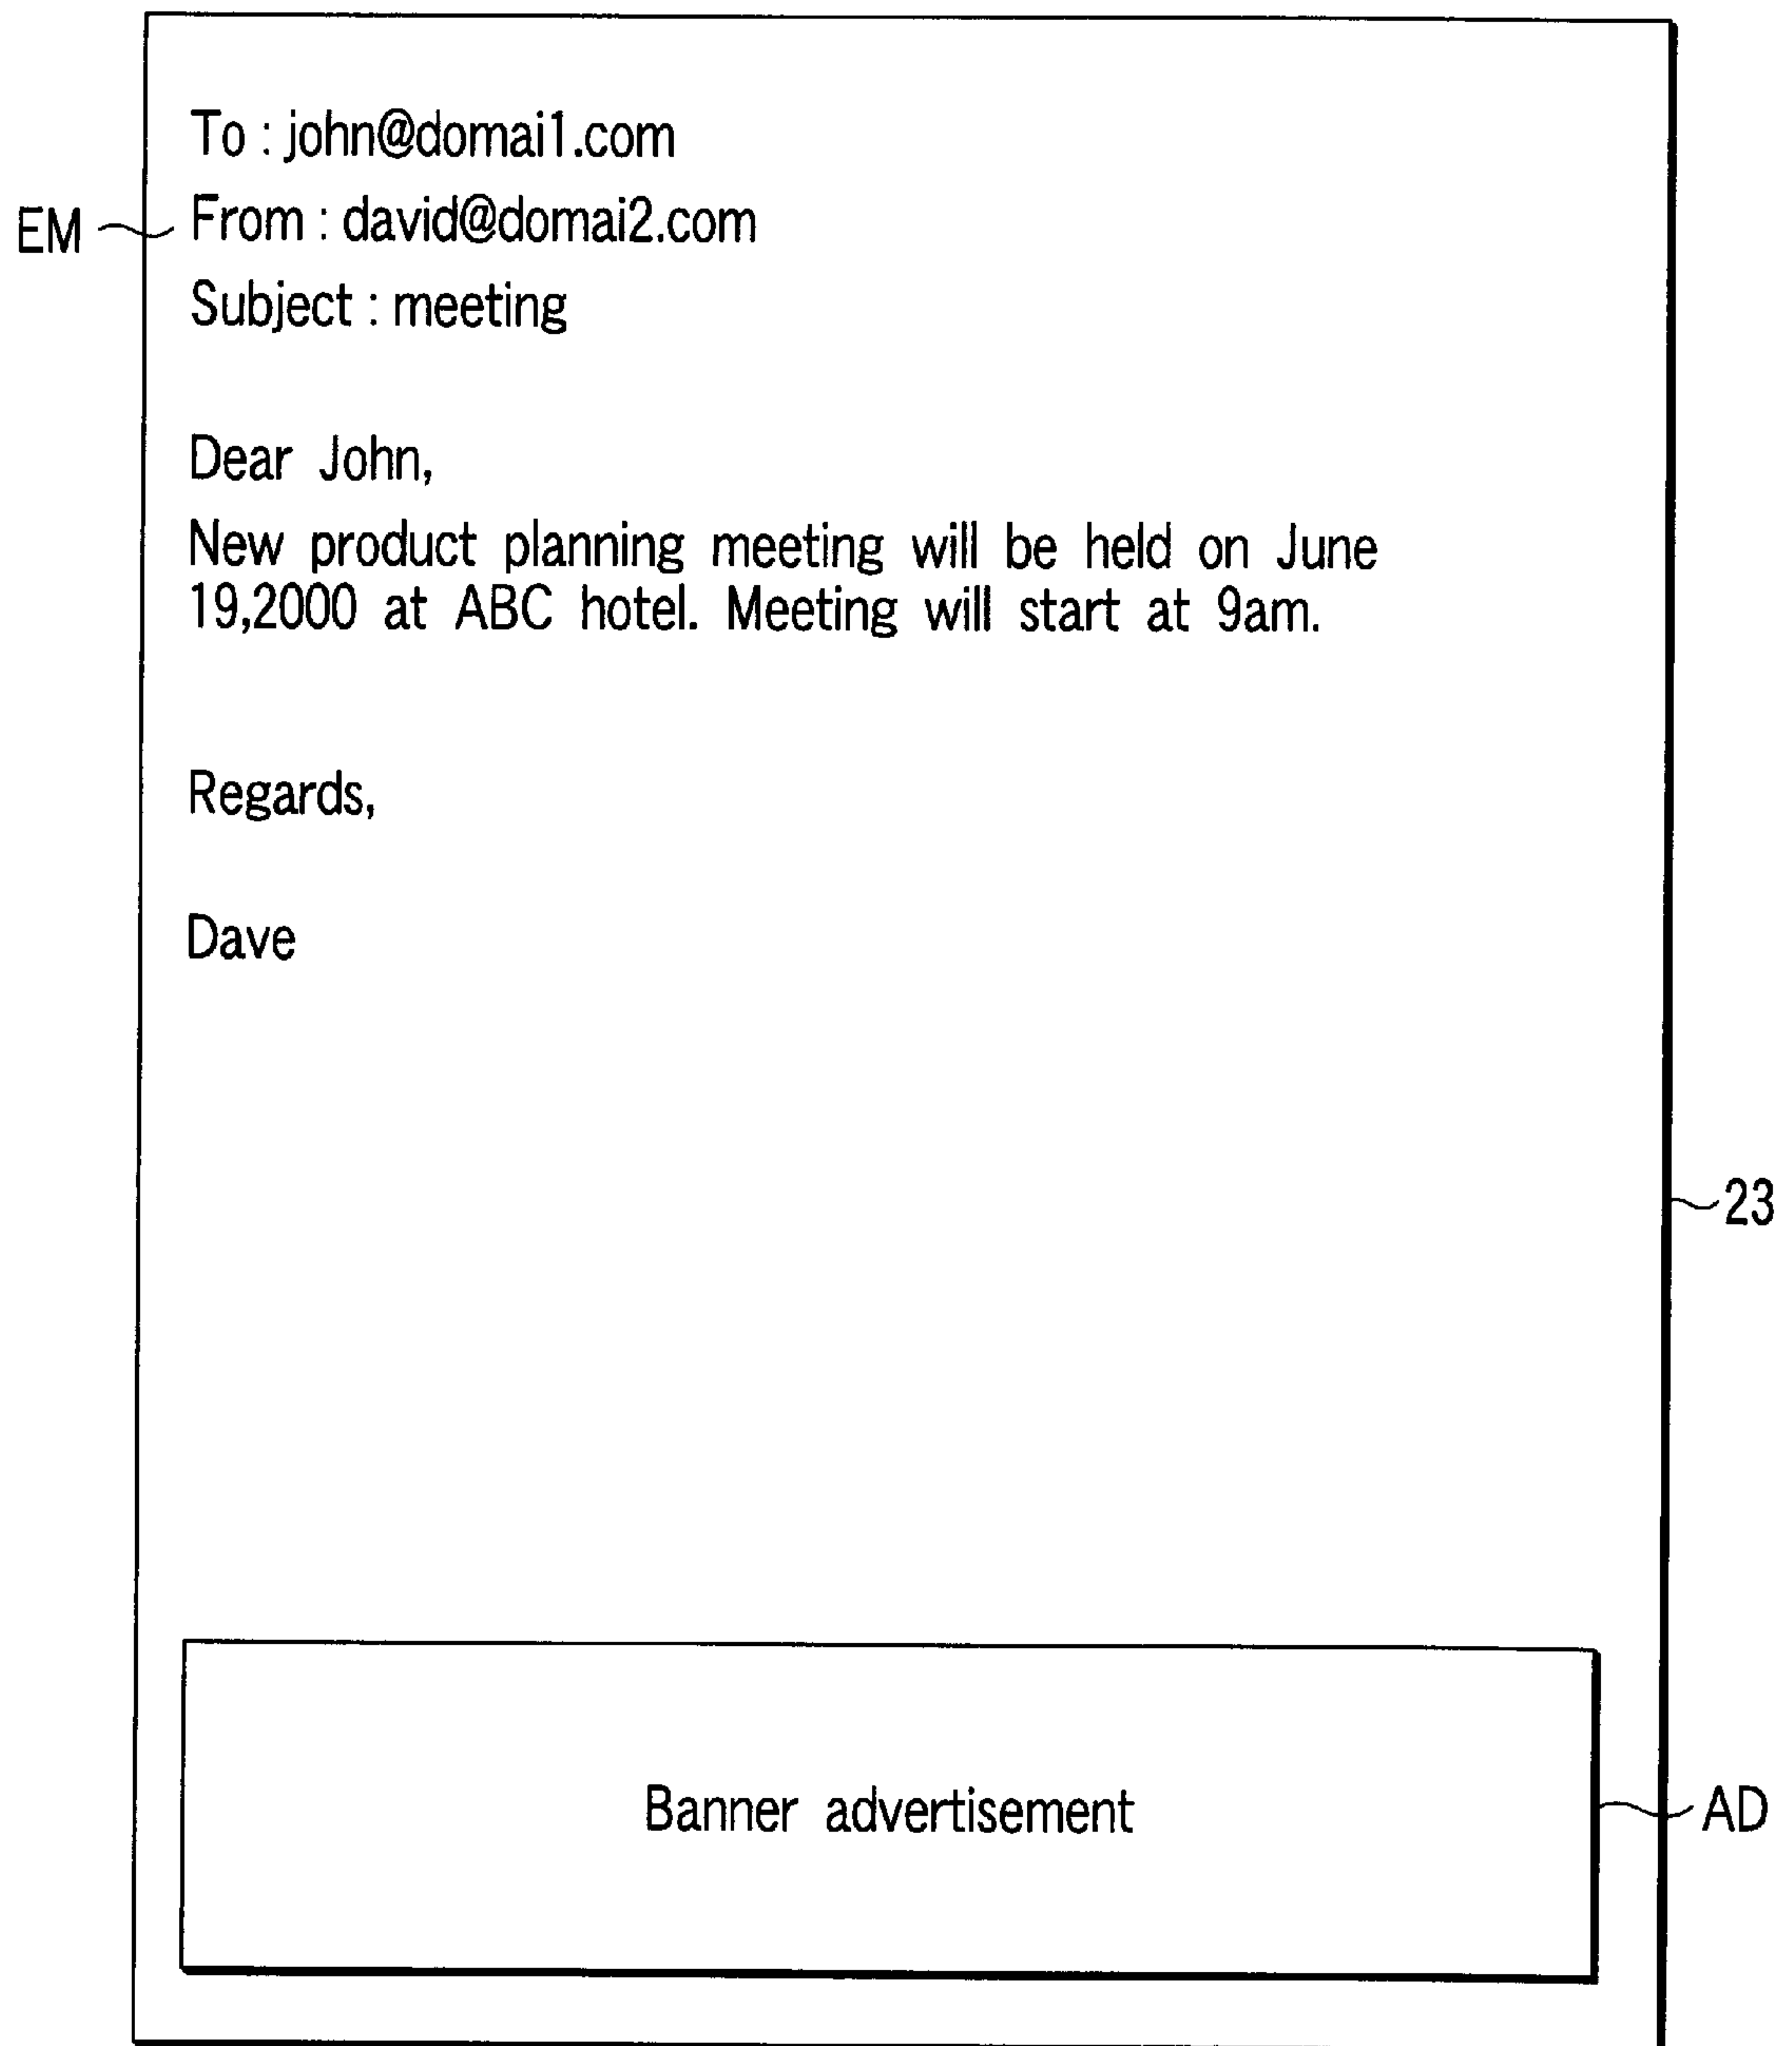 To : john@domai1.com
EM
From : david@domai2.com
Subject : meeting
Dear John,
New product planning meeting will be held on June
19,2000 at ABC hotel. Meeting will start at 9am.
Regards,
Dave
23
Banner advertisement
AD